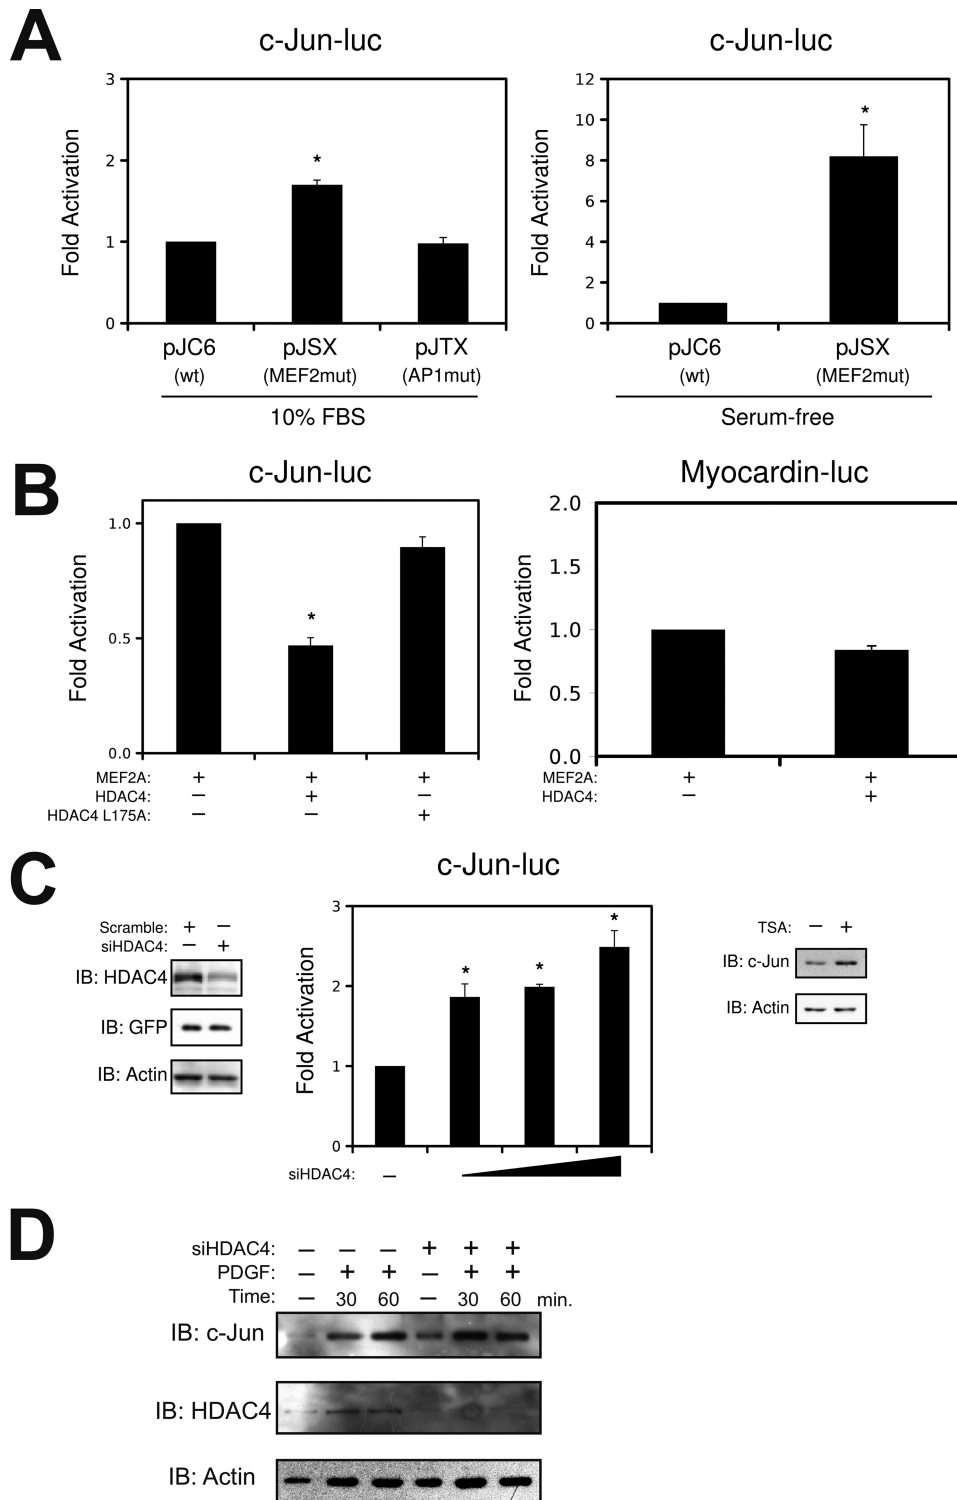 A
c-Jun-luc
c-Jun-luc
Fold Activation
3
2
1
0
*
pJC6
(wt)
pJSX
(MEF2mut)
pJTX
(AP1mut)
10% FBS
Fold Activation
12
10
8
6
4
2
0
*
pJC6
(wt)
pJSX
(MEF2mut)
Serum-free
B
c-Jun-luc
Fold Activation
1.0
0.5
0.0
*
MEF2A: + + +
HDAC4: – + –
HDAC4 L175A: – – +
Myocardin-luc
Fold Activation
2.0
1.5
1.0
0.5
0.0
MEF2A: + +
HDAC4: – +
C
Scramble: + –
siHDAC4: – +
IB: HDAC4
IB: GFP
IB: Actin
c-Jun-luc
Fold Activation
3
2
1
0
* * *
siHDAC4: –
TSA: – +
IB: c-Jun
IB: Actin
D
siHDAC4: – – – + + +
PDGF: – + + – + +
Time: – 30 60 – 30 60 min.
IB: c-Jun
IB: HDAC4
IB: Actin